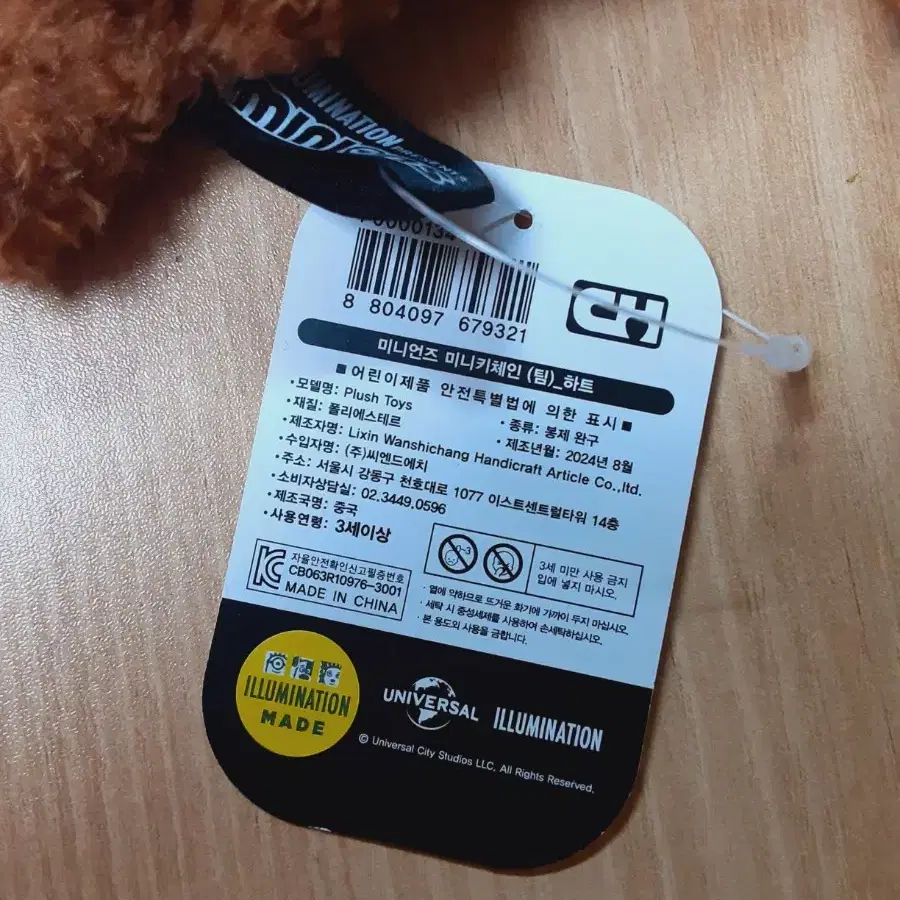 ILLUMINATION
PRESENTS
MINIONS
8 804097 679321
CH
미니언즈 미니키체인 (팀)_하트
■ 어린이제품 안전특별법에 의한 표시 ■
• 모델명: Plush Toys • 종류: 봉제 완구
• 재질: 폴리에스테르 • 제조년월: 2024년 8월
• 제조자명: Lixin Wanshichang Handicraft Article Co.,ltd.
• 수입자명: (주)씨엔드에치
• 주소: 서울시 강동구 천호대로 1077 이스트센트럴타워 14층
• 소비자상담실: 02.3449.0596
• 제조국명: 중국
• 사용연령: 3세이상
0-3
3세 미만 사용 금지
입에 넣지 마시오.
자율안전확인신고필증번호
CB063R10976-3001
MADE IN CHINA
· 열에 약하므로 뜨거운 화기에 가까이 두지 마십시오.
· 세탁 시 중성세제를 사용하여 손세탁하십시오.
· 본 용도외 사용을 금합니다.
ILLUMINATION
MADE
UNIVERSAL
ILLUMINATION
© Universal City Studios LLC. All Rights Reserved.